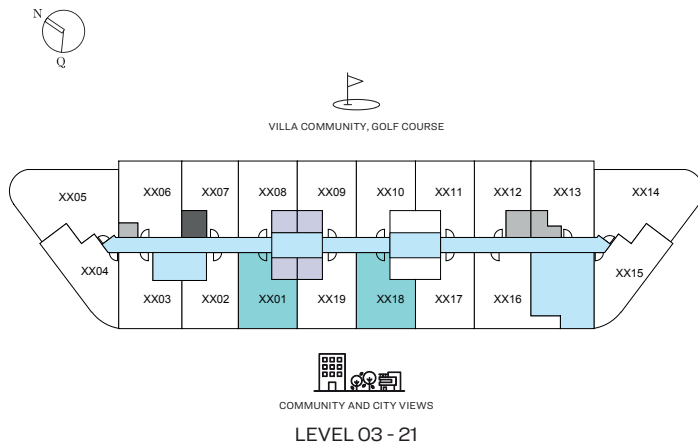 N
Q
VILLA COMMUNITY, GOLF COURSE
XX05 XX06 XX07 XX08 XX09 XX10 XX11 XX12 XX13 XX14
XX04 XX03 XX02 XX01 XX19 XX18 XX17 XX16 XX15
COMMUNITY AND CITY VIEWS
LEVEL 03 - 21